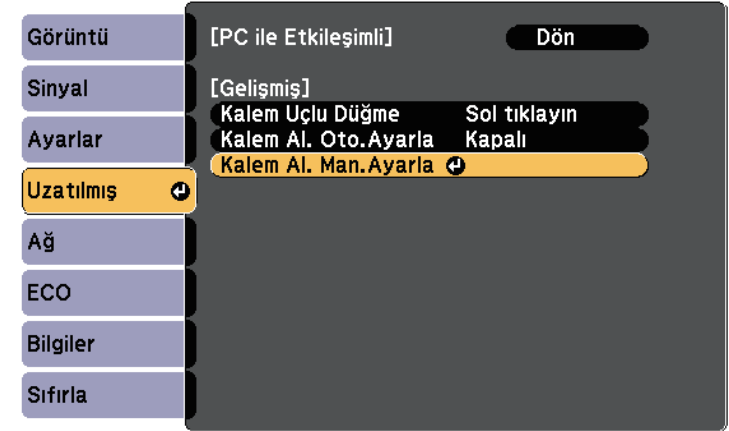 Görüntü
Sinyal
Ayarlar
Uzatılmış
Ağ
ECO
Bilgiler
Sıfırla
[PC ile Etkileşimli] Dön
[Gelişmiş]
Kalem Uçlu Düğme Sol tıklayın
Kalem Al. Oto.Ayarla Kapalı
Kalem Al. Man.Ayarla